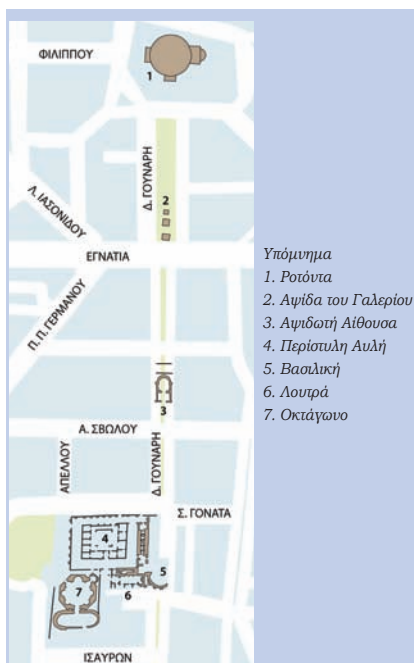 ΦΙΛΙΠΠΟΥ
1
Δ. ΓΟΥΝΑΡΗ
2
Λ. ΙΑΣΟΝΙΔΟΥ
ΕΓΝΑΤΙΑ
Π. Π. ΓΕΡΜΑΝΟΥ
3
Α. ΣΒΩΛΟΥ
ΑΠΕΛΛΟΥ
Δ. ΓΟΥΝΑΡΗ
Σ. ΓΟΝΑΤΑ
4
5
6
7
ΙΣΑΥΡΩΝ
Υπόμνημα
1. Ροτόντα
2. Αψίδα του Γαλερίου
3. Αψιδωτή Αίθουσα
4. Περίστυλη Αυλή
5. Βασιλική
6. Λουτρά
7. Οκτάγωνο